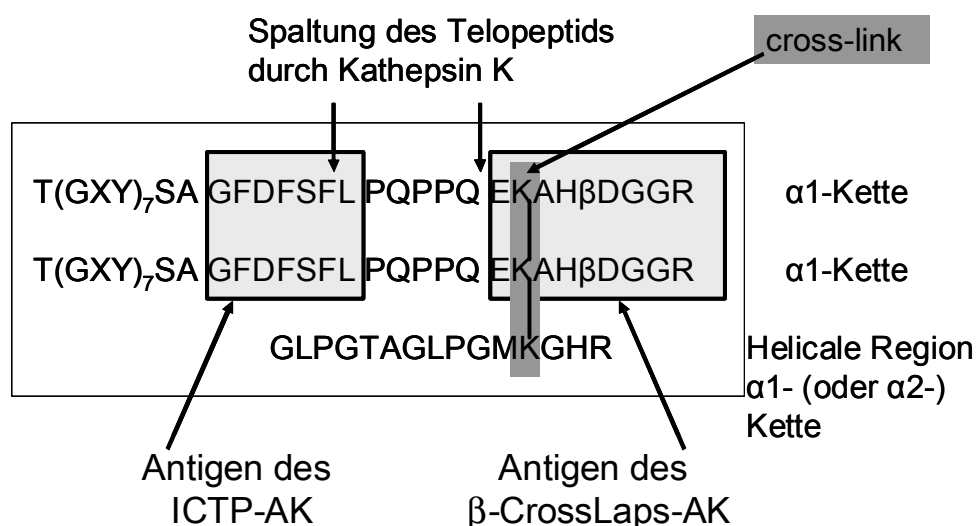 Spaltung des Telopeptids
durch Kathepsin K
cross-link
T(GXY)₇SA GFDFSFL PQPPQ EKAHβDGGR α1-Kette
T(GXY)₇SA GFDFSFL PQPPQ EKAHβDGGR α1-Kette
GLPGTAGLPGMKGHR
Helicale Region
α1- (oder α2-)
Kette
Antigen des
ICTP-AK
Antigen des
β-CrossLaps-AK